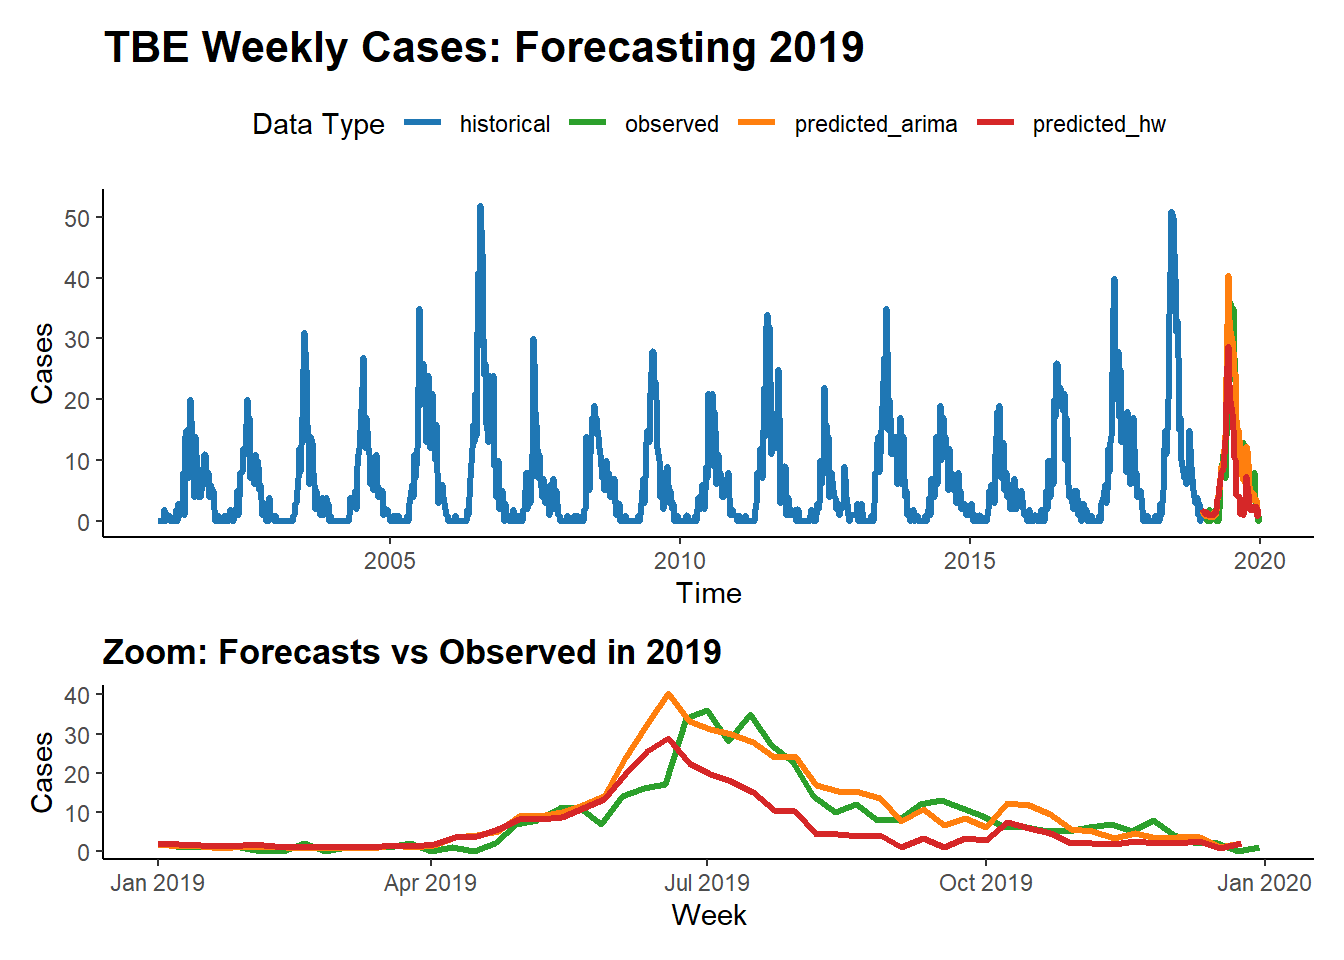 TBE Weekly Cases: Forecasting 2019
Data Type historical observed predicted_arima predicted_hw
50
40
30
20
10
0
Cases
2005 2010 2015 2020
Time
Zoom: Forecasts vs Observed in 2019
40
30
20
10
0
Cases
Jan 2019 Apr 2019 Jul 2019 Oct 2019 Jan 2020
Week